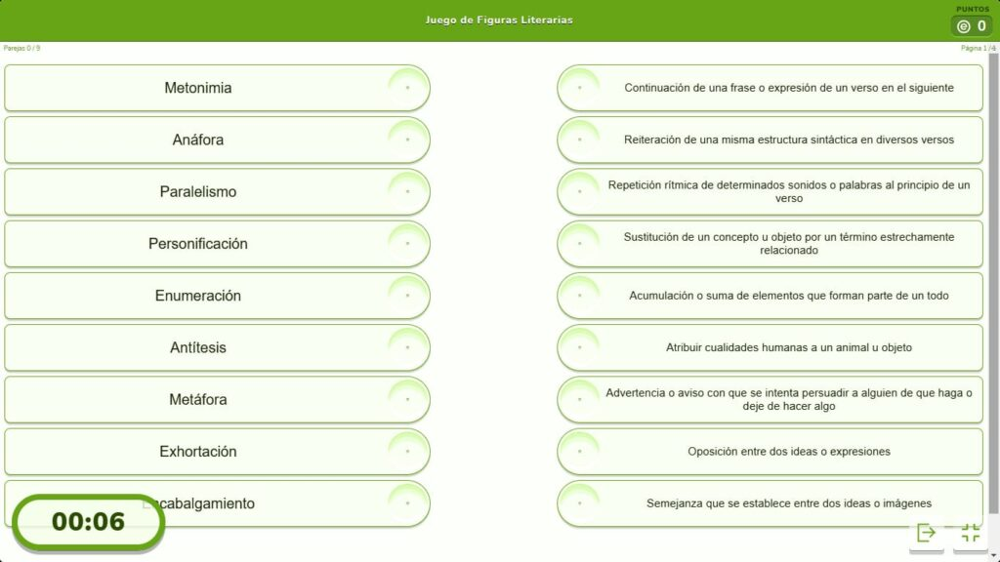 Juego de Figuras Literarias
PUNTOS
0
Parejas 0 / 9
Página 1 / 4
Metonimia
Continuación de una frase o expresión de un verso en el siguiente
Anáfora
Reiteración de una misma estructura sintáctica en diversos versos
Paralelismo
Repetición rítmica de determinados sonidos o palabras al principio de un
verso
Personificación
Sustitución de un concepto u objeto por un término estrechamente
relacionado
Enumeración
Acumulación o suma de elementos que forman parte de un todo
Antítesis
Atribuir cualidades humanas a un animal u objeto
Metáfora
Advertencia o aviso con que se intenta persuadir a alguien de que haga o
deje de hacer algo
Exhortación
Oposición entre dos ideas o expresiones
Encabalgamiento
Semejanza que se establece entre dos ideas o imágenes
00:06